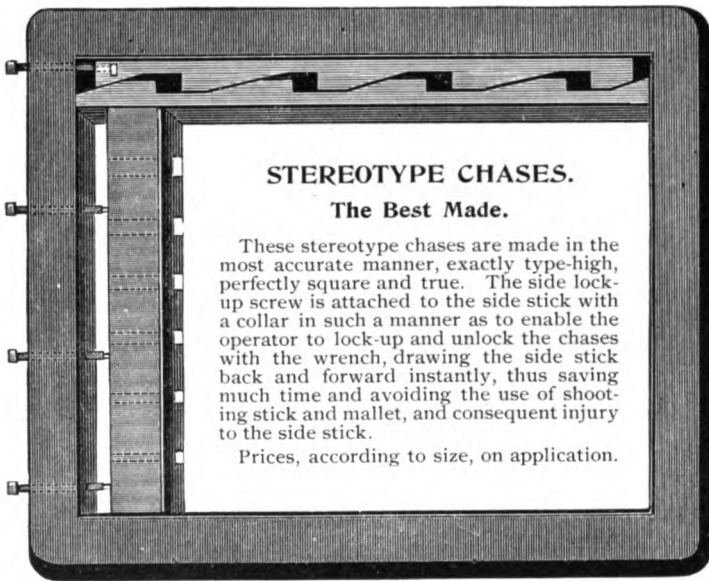 STEREOTYPE CHASES.
The Best Made.
These stereotype chases are made in the
most accurate manner, exactly type-high,
perfectly square and true. The side lock-
up screw is attached to the side stick with
a collar in such a manner as to enable the
operator to lock-up and unlock the chases
with the wrench, drawing the side stick
back and forward instantly, thus saving
much time and avoiding the use of shoot-
ing stick and mallet, and consequent injury
to the side stick.
Prices, according to size, on application.